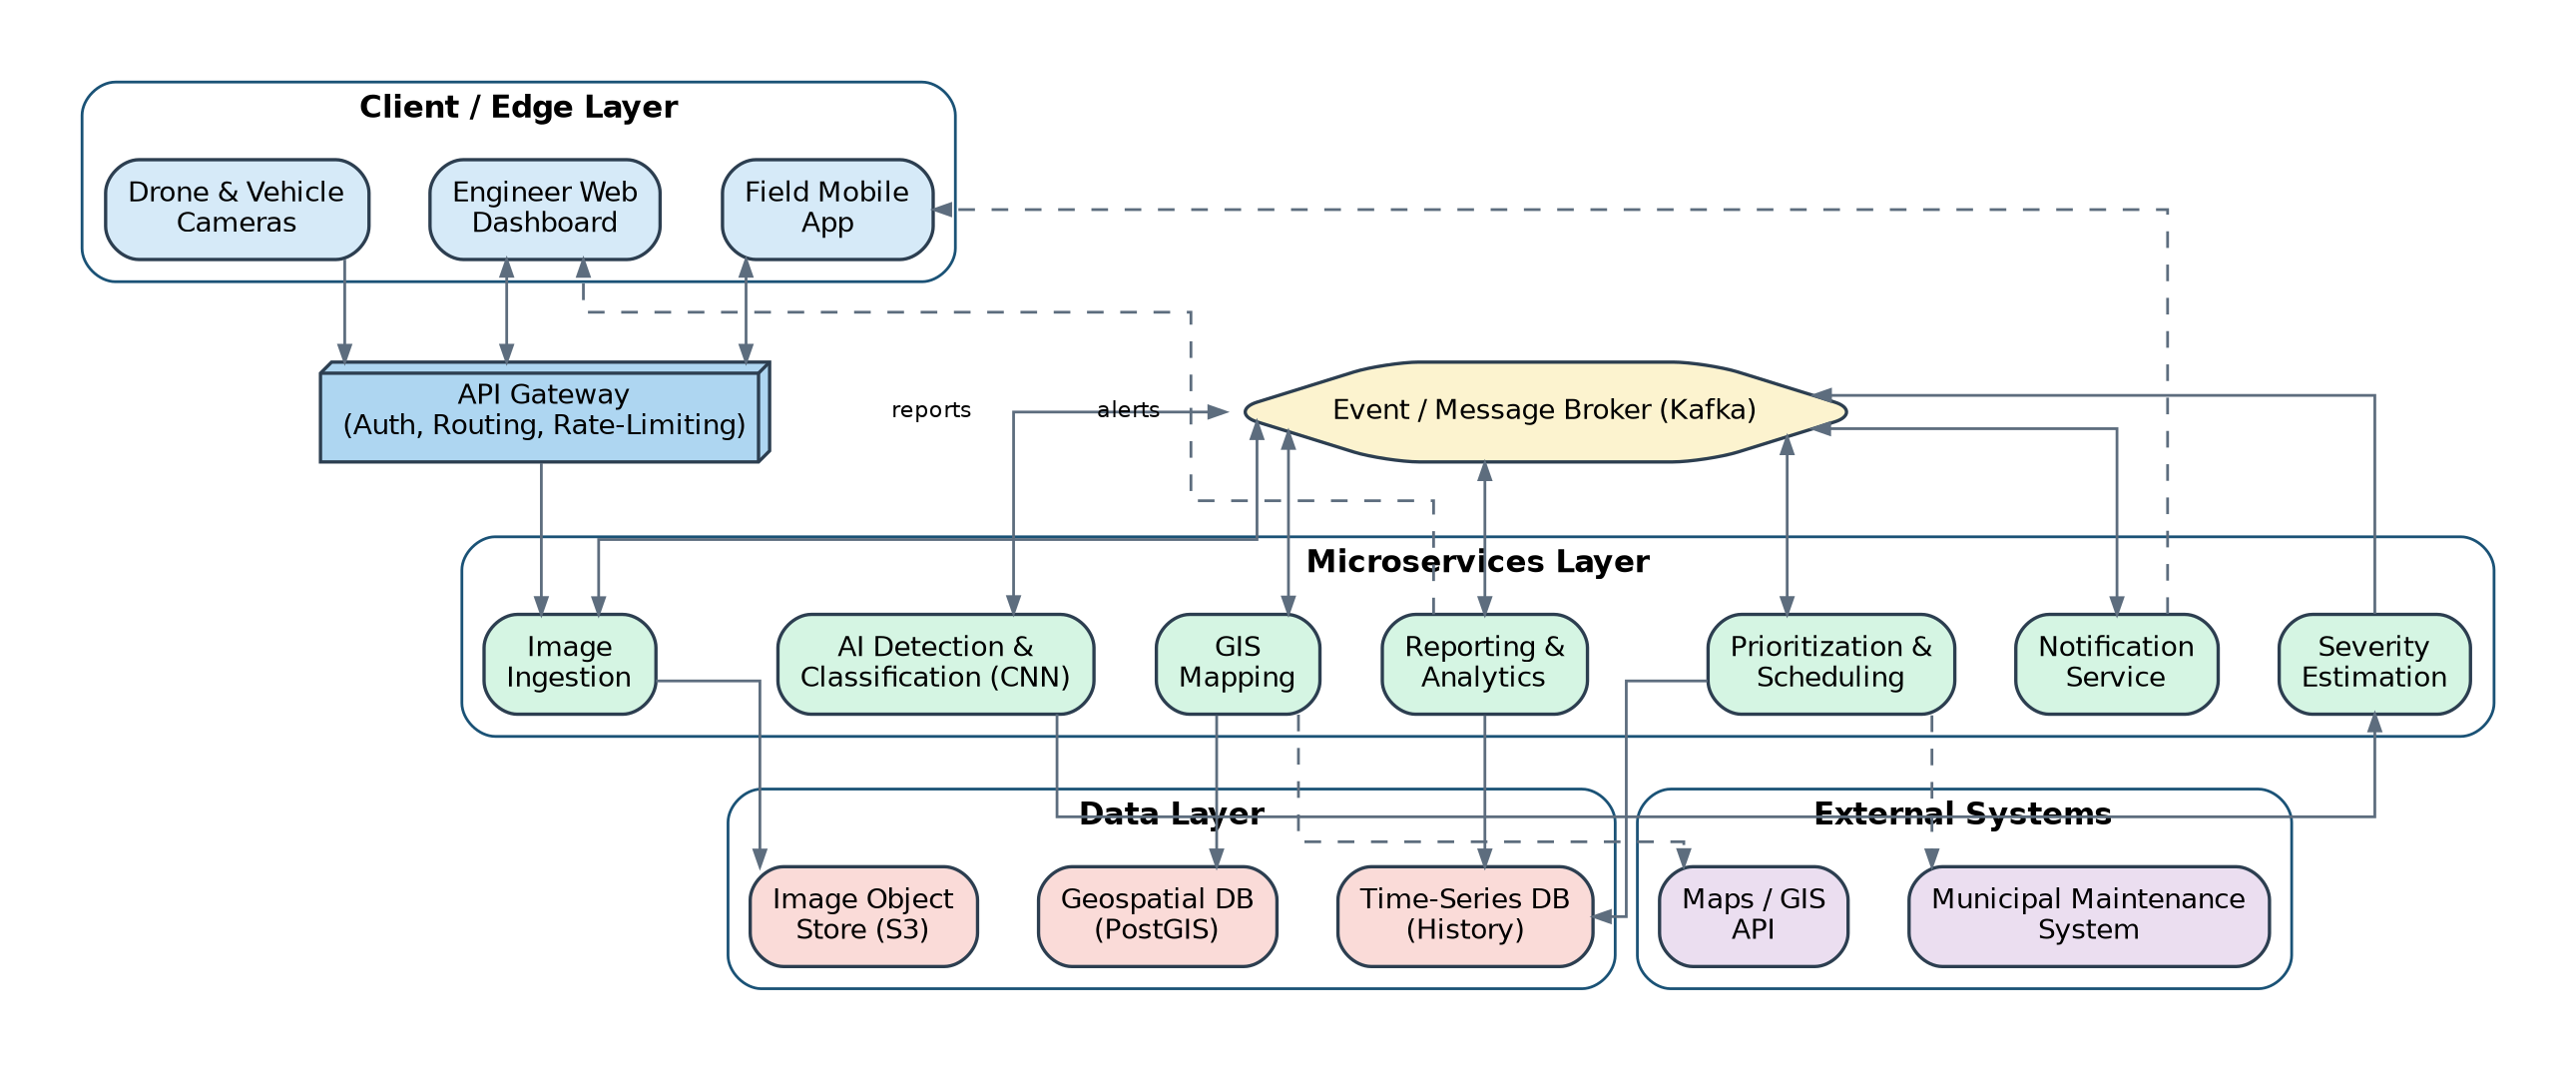 Client / Edge Layer
Drone & Vehicle
Cameras
Engineer Web
Dashboard
Field Mobile
App
API Gateway
(Auth, Routing, Rate-Limiting)
reports
alerts
Event / Message Broker (Kafka)
Microservices Layer
Image
Ingestion
AI Detection &
Classification (CNN)
GIS
Mapping
Reporting &
Analytics
Prioritization &
Scheduling
Notification
Service
Severity
Estimation
Data Layer
Image Object
Store (S3)
Geospatial DB
(PostGIS)
Time-Series DB
(History)
External Systems
Maps / GIS
API
Municipal Maintenance
System